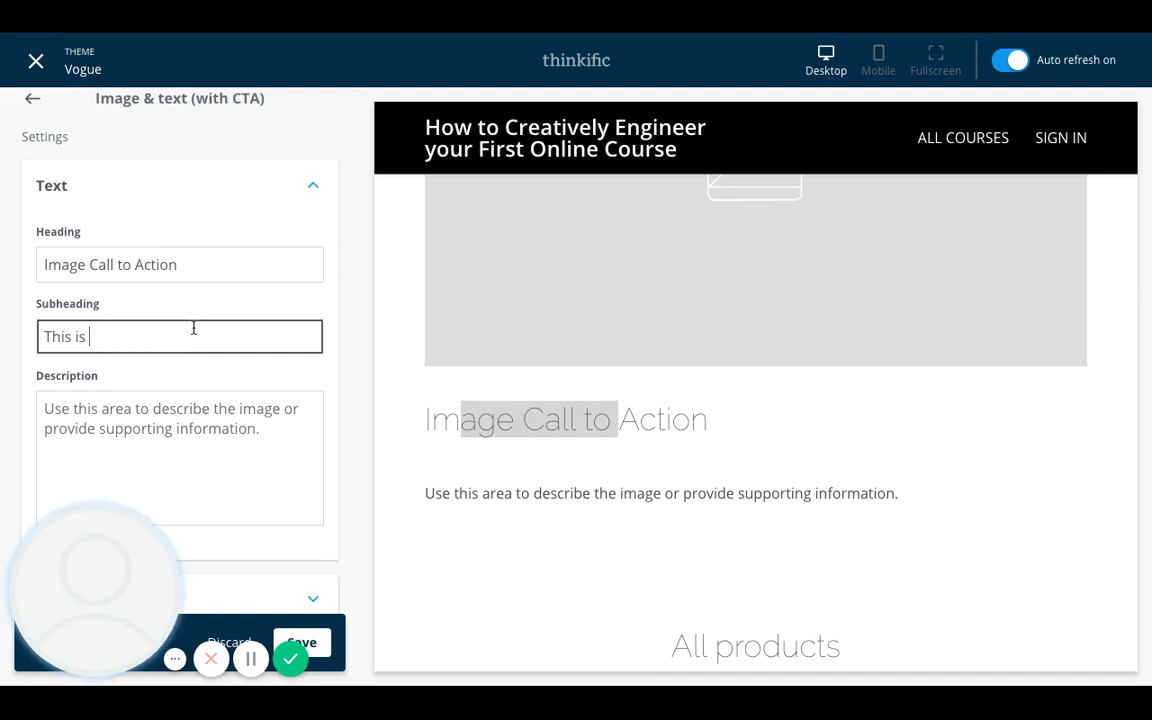 THEME
Vogue
thinkific
Desktop
Mobile
Fullscreen
Auto refresh on
Image & text (with CTA)
Settings
Text
Heading
Image Call to Action
Subheading
This is
Description
Use this area to describe the image or
provide supporting information.
Discard
Save
How to Creatively Engineer
your First Online Course
ALL COURSES
SIGN IN
Image Call to Action
Use this area to describe the image or provide supporting information.
All products